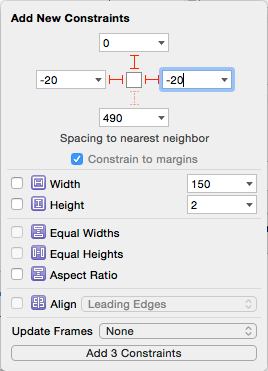 Add New Constraints
0
-20 -20
490
Spacing to nearest neighbor
Constrain to margins
Width 150
Height 2
Equal Widths
Equal Heights
Aspect Ratio
Align Leading Edges
Update Frames None
Add 3 Constraints